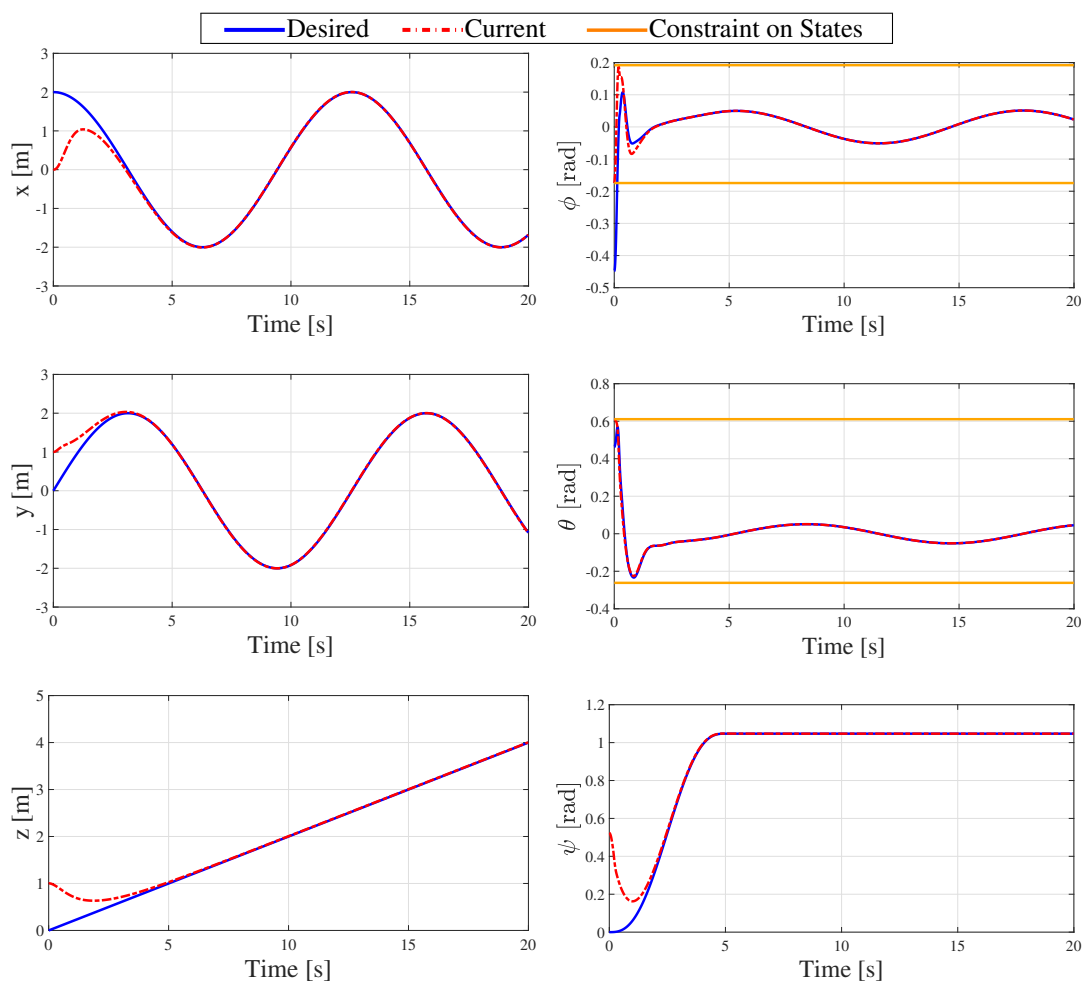 Desired Current Constraint on States
3
2
1
0
-1
-2
-3
x [m]
0 5 10 15 20
Time [s]
0.2
0.1
0
-0.1
-0.2
-0.3
-0.4
-0.5
ϕ [rad]
0 5 10 15 20
Time [s]
3
2
1
0
-1
-2
-3
y [m]
0 5 10 15 20
Time [s]
0.8
0.6
0.4
0.2
0
-0.2
-0.4
θ [rad]
0 5 10 15 20
Time [s]
5
4
3
2
1
0
z [m]
0 5 10 15 20
Time [s]
1.2
1
0.8
0.6
0.4
0.2
0
ψ [rad]
0 5 10 15 20
Time [s]